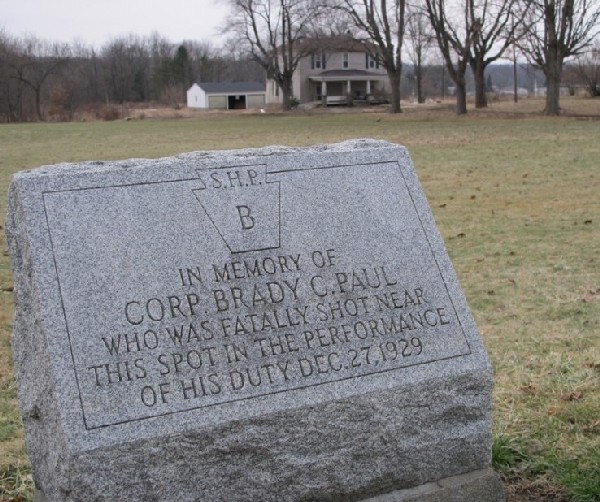 S.H.P.
B
IN MEMORY OF
CORP. BRADY C. PAUL
WHO WAS FATALLY SHOT NEAR
THIS SPOT IN THE PERFORMANCE
OF HIS DUTY DEC. 27, 1929